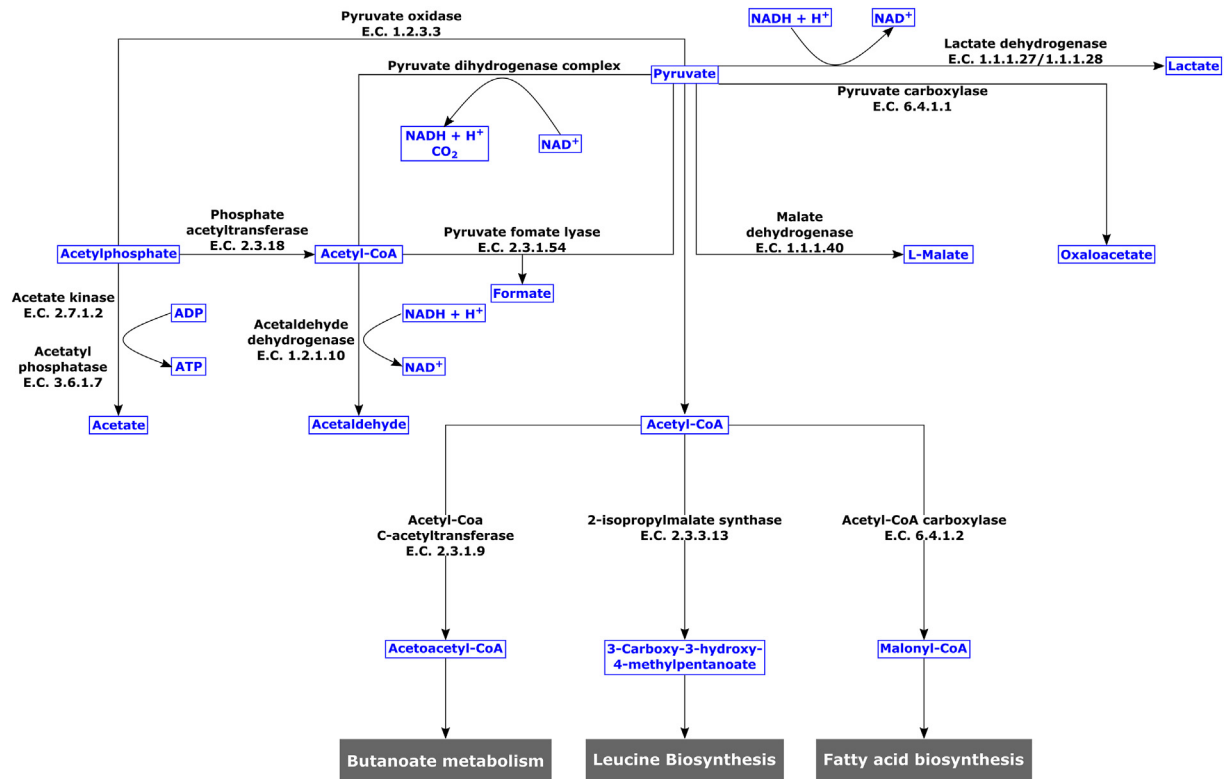 Pyruvate oxidase
E.C. 1.2.3.3
NADH + H⁺
NAD⁺
Lactate dehydrogenase
E.C. 1.1.1.27/1.1.1.28
Pyruvate dihydrogenase complex
Pyruvate
Lactate
Pyruvate carboxylase
E.C. 6.4.1.1
NADH + H⁺
CO₂
NAD⁺
Phosphate
acetyltransferase
E.C. 2.3.18
Pyruvate fomate lyase
E.C. 2.3.1.54
Malate
dehydrogenase
E.C. 1.1.1.40
Acetylphosphate
Acetyl-CoA
L-Malate
Oxaloacetate
Formate
Acetate kinase
E.C. 2.7.1.2
ADP
Acetatyl
phosphatase
E.C. 3.6.1.7
ATP
Acetaldehyde
dehydrogenase
E.C. 1.2.1.10
NADH + H⁺
NAD⁺
Acetate
Acetaldehyde
Acetyl-CoA
Acetyl-Coa
C-acetyltransferase
E.C. 2.3.1.9
2-isopropylmalate synthase
E.C. 2.3.3.13
Acetyl-CoA carboxylase
E.C. 6.4.1.2
Acetoacetyl-CoA
3-Carboxy-3-hydroxy-
4-methylpentanoate
Malonyl-CoA
Butanoate metabolism
Leucine Biosynthesis
Fatty acid biosynthesis